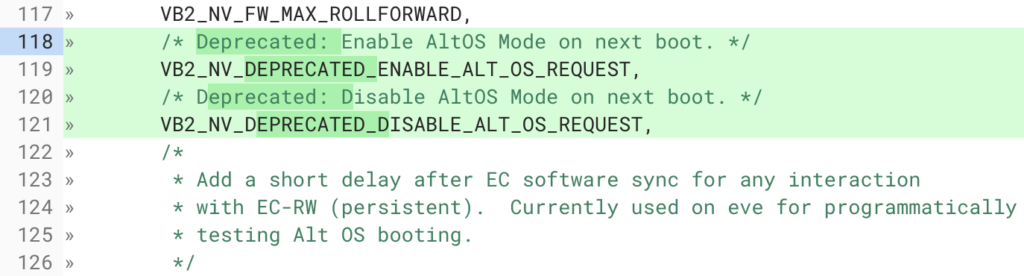 117 » VB2_NV_FW_MAX_ROLLFORWARD,
118 » /* Deprecated: Enable AltOS Mode on next boot. */
119 » VB2_NV_DEPRECATED_ENABLE_ALT_OS_REQUEST,
120 » /* Deprecated: Disable AltOS Mode on next boot. */
121 » VB2_NV_DEPRECATED_DISABLE_ALT_OS_REQUEST,
122 » /*
123 » * Add a short delay after EC software sync for any interaction
124 » * with EC-RW (persistent).  Currently used on eve for programmatically
125 » * testing Alt OS booting.
126 » */